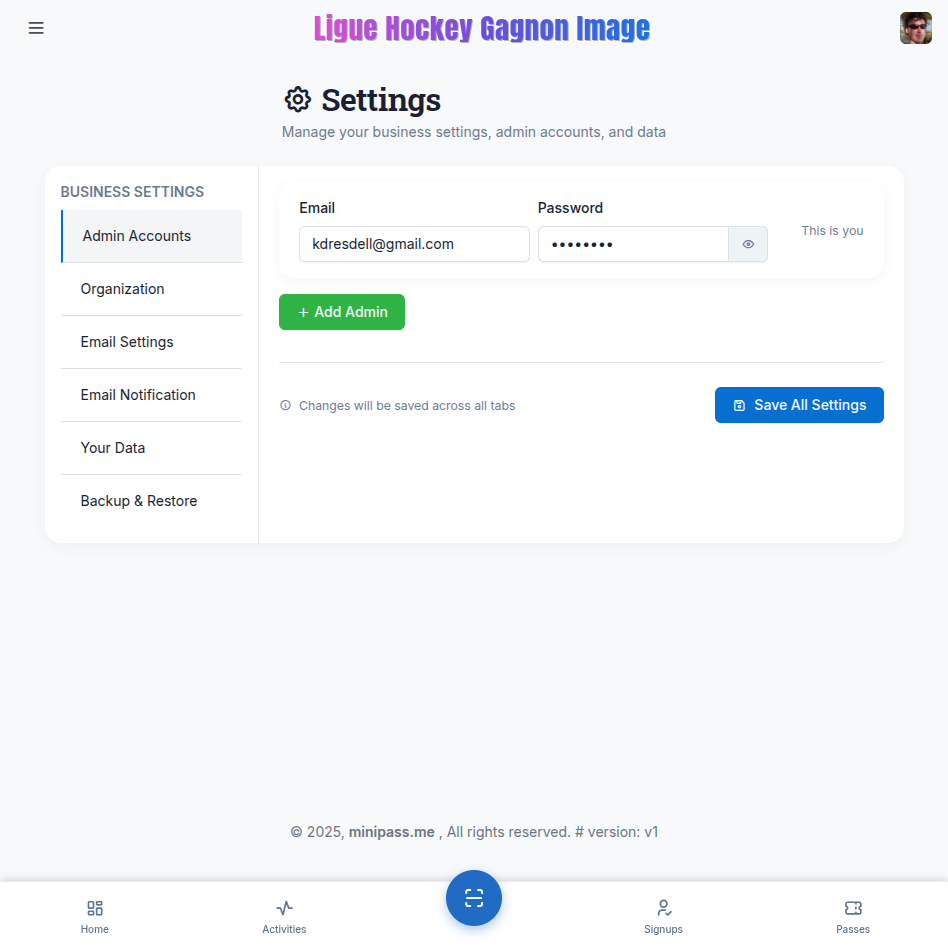 Ligue Hockey Gagnon Image
Settings
Manage your business settings, admin accounts, and data
BUSINESS SETTINGS
Admin Accounts
Organization
Email Settings
Email Notification
Your Data
Backup & Restore
Email
Password
kdresdell@gmail.com
••••••••
This is you
+ Add Admin
Changes will be saved across all tabs
Save All Settings
© 2025, minipass.me , All rights reserved. # version: v1
Home
Activities
Signups
Passes